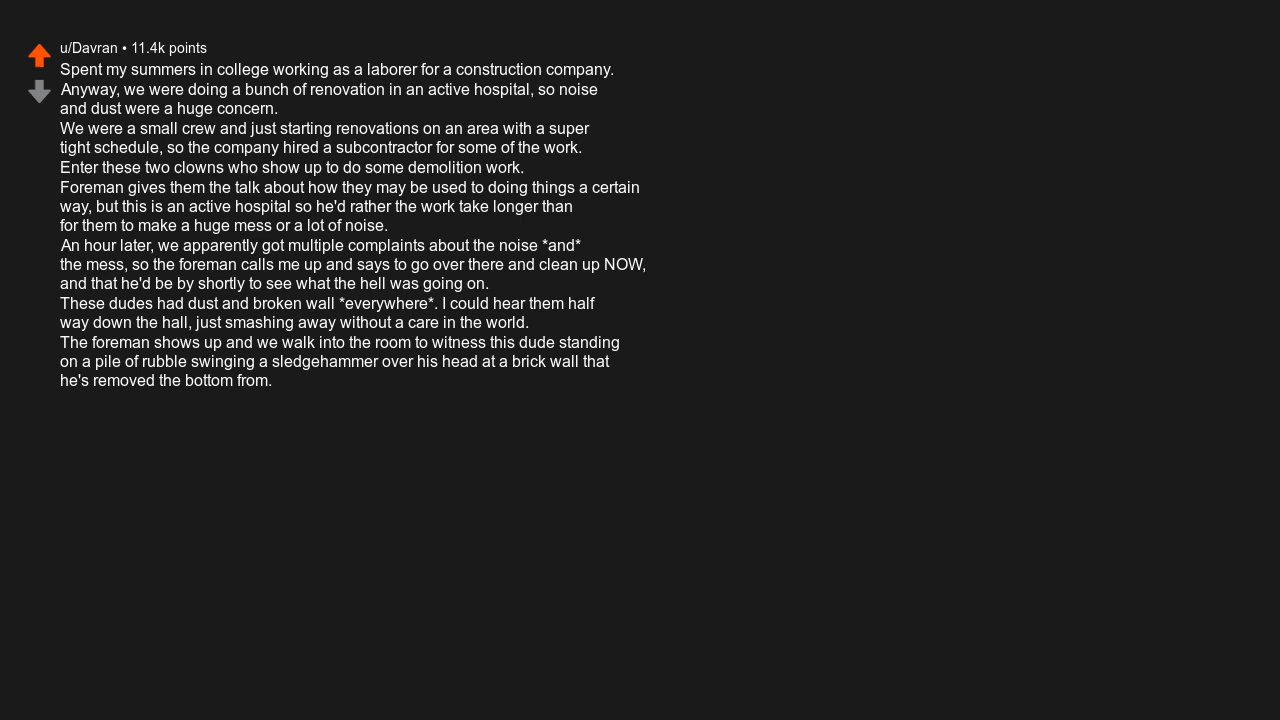 u/Davran • 11.4k points
Spent my summers in college working as a laborer for a construction company.
Anyway, we were doing a bunch of renovation in an active hospital, so noise
and dust were a huge concern.
We were a small crew and just starting renovations on an area with a super
tight schedule, so the company hired a subcontractor for some of the work.
Enter these two clowns who show up to do some demolition work.
Foreman gives them the talk about how they may be used to doing things a certain
way, but this is an active hospital so he'd rather the work take longer than
for them to make a huge mess or a lot of noise.
An hour later, we apparently got multiple complaints about the noise *and*
the mess, so the foreman calls me up and says to go over there and clean up NOW,
and that he'd be by shortly to see what the hell was going on.
These dudes had dust and broken wall *everywhere*. I could hear them half
way down the hall, just smashing away without a care in the world.
The foreman shows up and we walk into the room to witness this dude standing
on a pile of rubble swinging a sledgehammer over his head at a brick wall that
he's removed the bottom from.